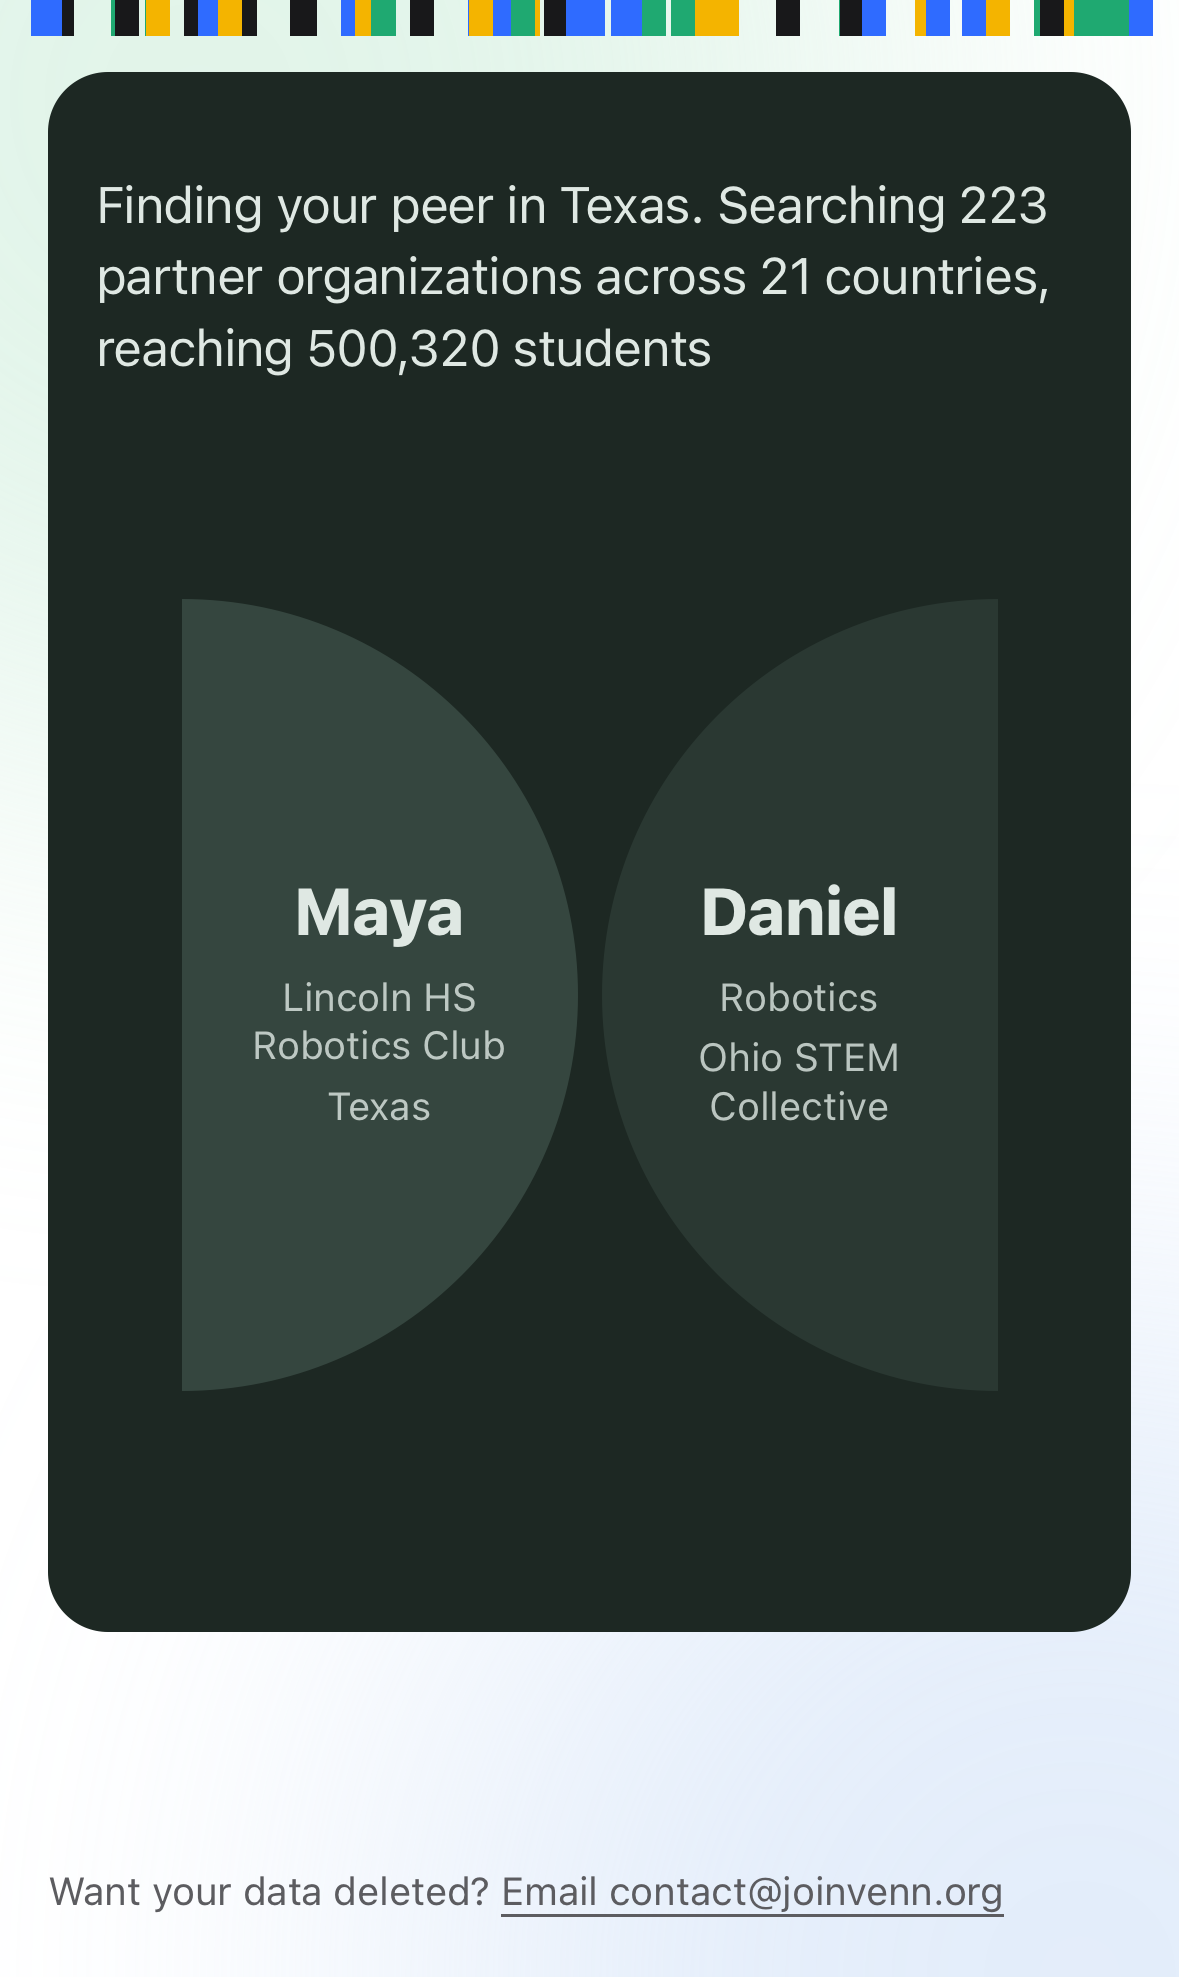 Finding your peer in Texas. Searching 223
partner organizations across 21 countries,
reaching 500,320 students
Maya
Lincoln HS
Robotics Club
Texas
Daniel
Robotics
Ohio STEM
Collective
Want your data deleted? Email contact@joinvenn.org